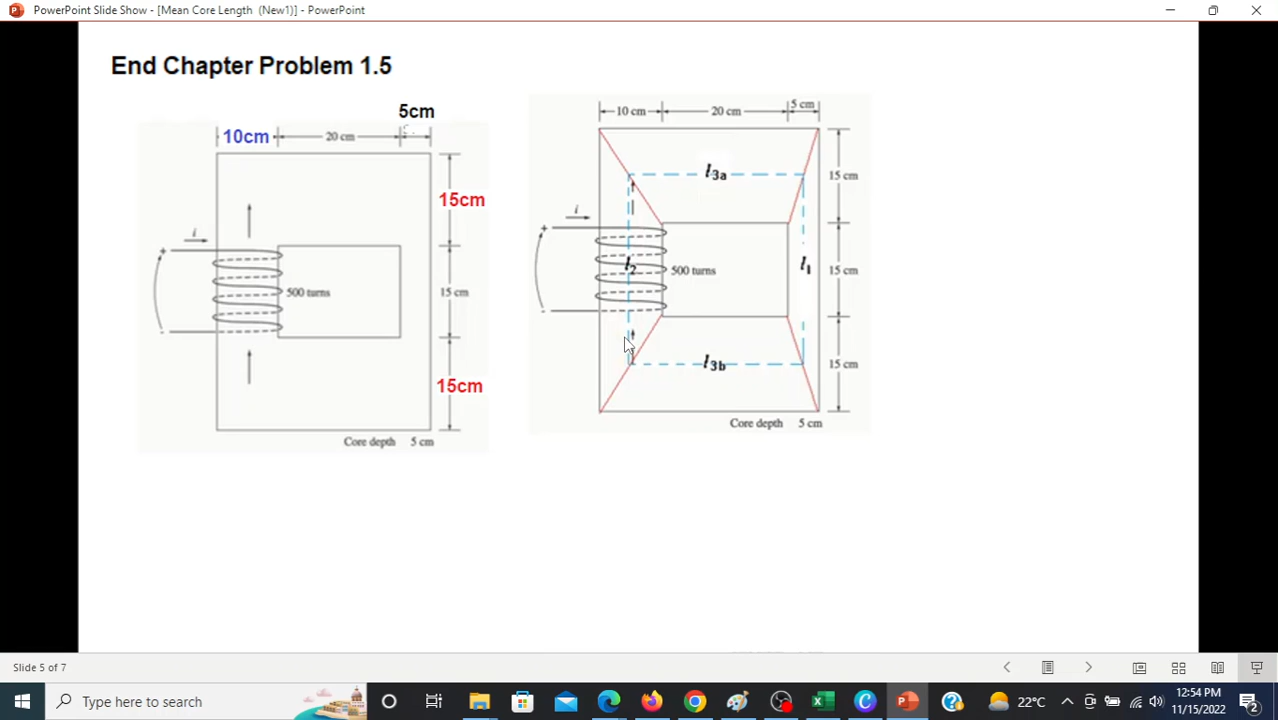 PowerPoint Slide Show - [Mean Core Length (New1)] - PowerPoint
End Chapter Problem 1.5
5cm
10cm
20 cm
15cm
i
+
500 turns
15 cm
-
15cm
Core depth 5 cm
10 cm
20 cm
5 cm
l3a
15 cm
i
+
l2
500 turns
l1
15 cm
-
l3b
15 cm
Core depth 5 cm
Slide 5 of 7
Type here to search
22°C
12:54 PM
11/15/2022
2